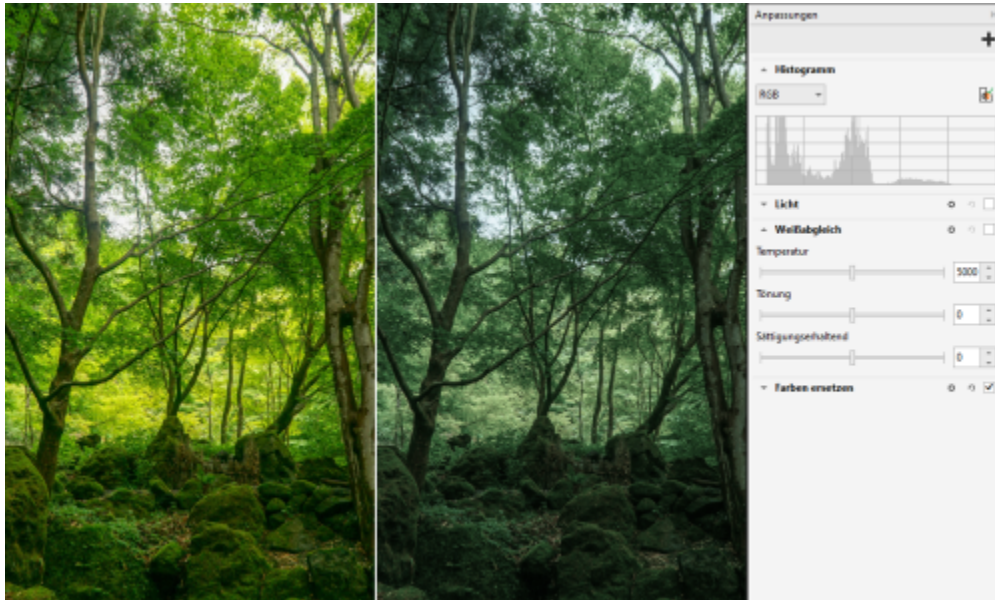 Anpassungen
Histogramm
RGB
Licht
Weißabgleich
Temperatur
5000
Tönung
0
Sättigungserhaltend
0
Farben ersetzen